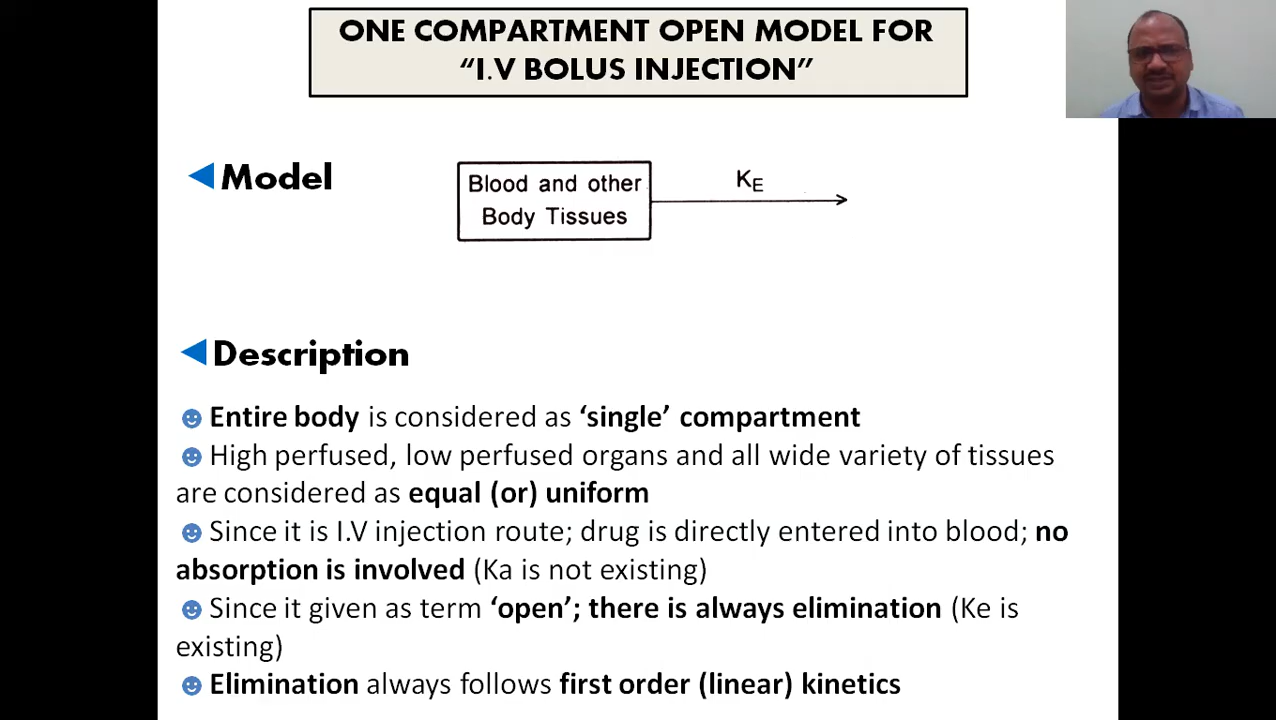 ONE COMPARTMENT OPEN MODEL FOR
“I.V BOLUS INJECTION”
Model
Blood and other
Body Tissues
KE
Description
Entire body is considered as ‘single’ compartment
High perfused, low perfused organs and all wide variety of tissues
are considered as equal (or) uniform
Since it is I.V injection route; drug is directly entered into blood; no
absorption is involved (Ka is not existing)
Since it given as term ‘open’; there is always elimination (Ke is
existing)
Elimination always follows first order (linear) kinetics